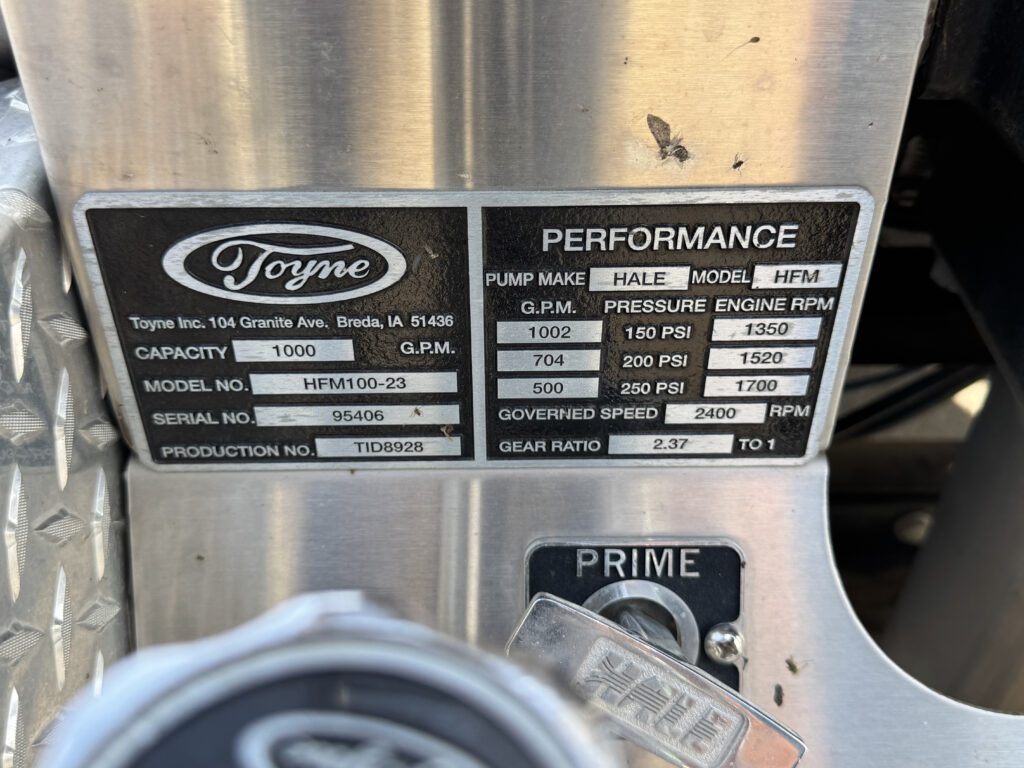 Toyne
Toyne Inc. 104 Granite Ave. Breda, IA 51436
CAPACITY 1000 G.P.M.
MODEL NO. HFM100-23
SERIAL NO. 95406
PRODUCTION NO. TID8928
PERFORMANCE
PUMP MAKE HALE MODEL HFM
G.P.M. PRESSURE ENGINE RPM
1002 150 PSI 1350
704 200 PSI 1520
500 250 PSI 1700
GOVERNED SPEED 2400 RPM
GEAR RATIO 2.37 TO 1
PRIME
HALE